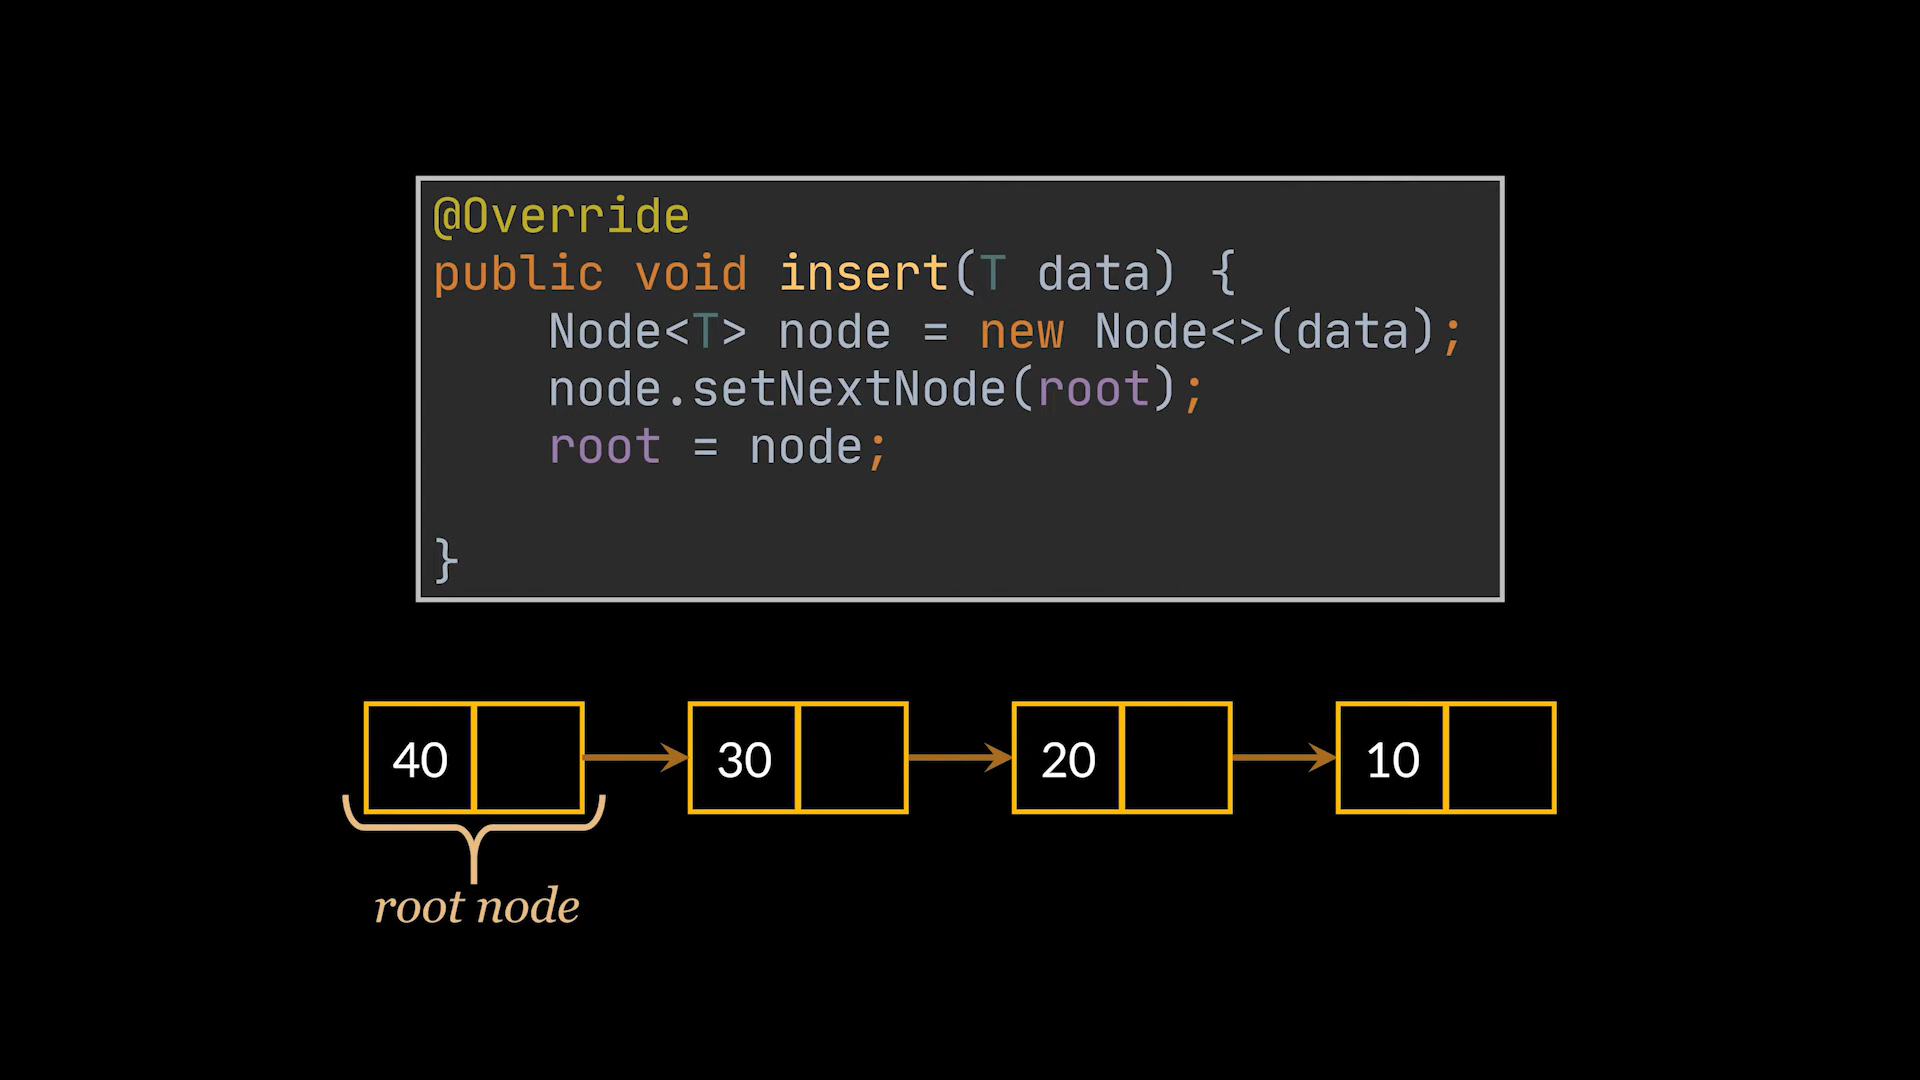 @Override
public void insert(T data) {
    Node<T> node = new Node<>(data);
    node.setNextNode(root);
    root = node;
}
40 30 20 10
root node